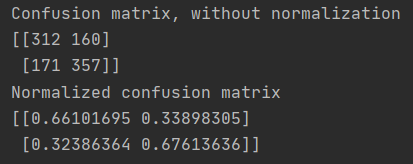 Confusion matrix, without normalization
[[312 160]
 [171 357]]
Normalized confusion matrix
[[0.66101695 0.33898305]
 [0.32386364 0.67613636]]